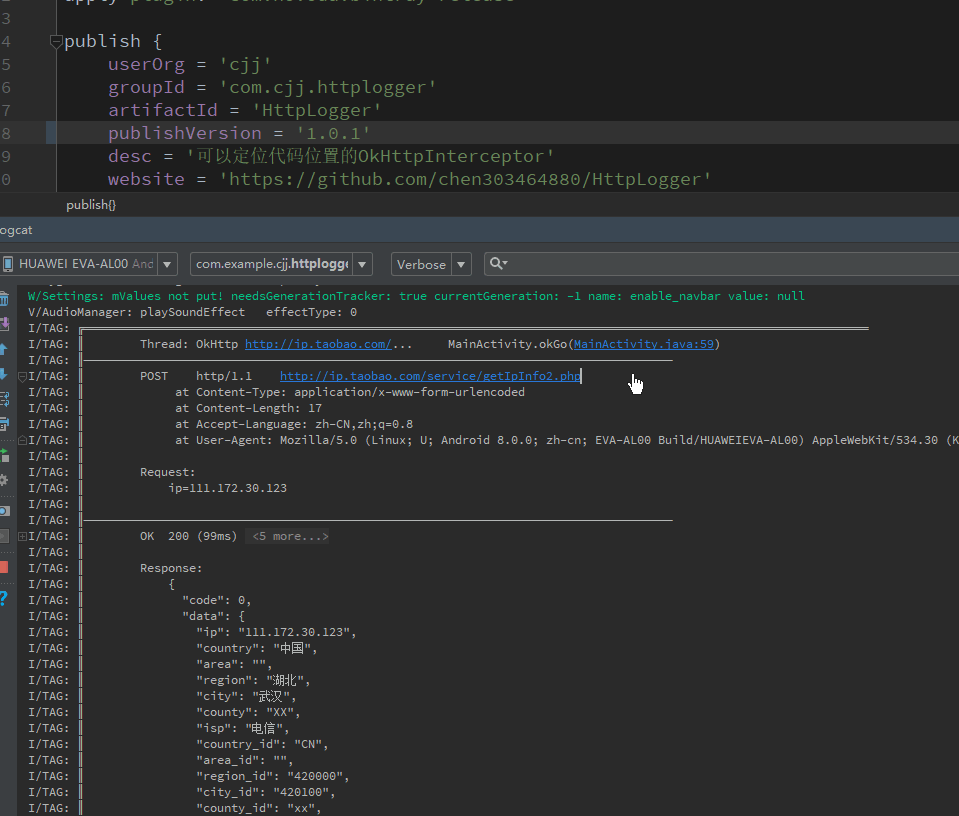 3
4 publish {
5 userOrg = 'cjj'
6 groupId = 'com.cjj.httplogger'
7 artifactId = 'HttpLogger'
8 publishVersion = '1.0.1'
9 desc = '可以定位代码位置的OkHttpInterceptor'
0 website = 'https://github.com/chen303464880/HttpLogger'
publish{}
ogcat
HUAWEI EVA-AL00 And com.example.cjj.httplogge Verbose
W/Settings: mValues not put! needsGenerationTracker: true currentGeneration: -1 name: enable_navbar value: null
V/AudioManager: playSoundEffect effectType: 0
I/TAG:
I/TAG: Thread: OkHttp http://ip.taobao.com/... MainActivity.okGo(MainActivity.java:59)
I/TAG:
I/TAG: POST http/1.1 http://ip.taobao.com/service/getIpInfo2.php
I/TAG: at Content-Type: application/x-www-form-urlencoded
I/TAG: at Content-Length: 17
I/TAG: at Accept-Language: zh-CN,zh;q=0.8
I/TAG: at User-Agent: Mozilla/5.0 (Linux; U; Android 8.0.0; zh-cn; EVA-AL00 Build/HUAWEIEVA-AL00) AppleWebKit/534.30 (K
I/TAG:
I/TAG: Request:
I/TAG: ip=111.172.30.123
I/TAG:
I/TAG:
I/TAG: OK 200 (99ms) <5 more...>
I/TAG:
I/TAG: Response:
I/TAG: {
I/TAG: "code": 0,
I/TAG: "data": {
I/TAG: "ip": "111.172.30.123",
I/TAG: "country": "中国",
I/TAG: "area": "",
I/TAG: "region": "湖北",
I/TAG: "city": "武汉",
I/TAG: "county": "XX",
I/TAG: "isp": "电信",
I/TAG: "country_id": "CN",
I/TAG: "area_id": "",
I/TAG: "region_id": "420000",
I/TAG: "city_id": "420100",
I/TAG: "county_id": "xx",